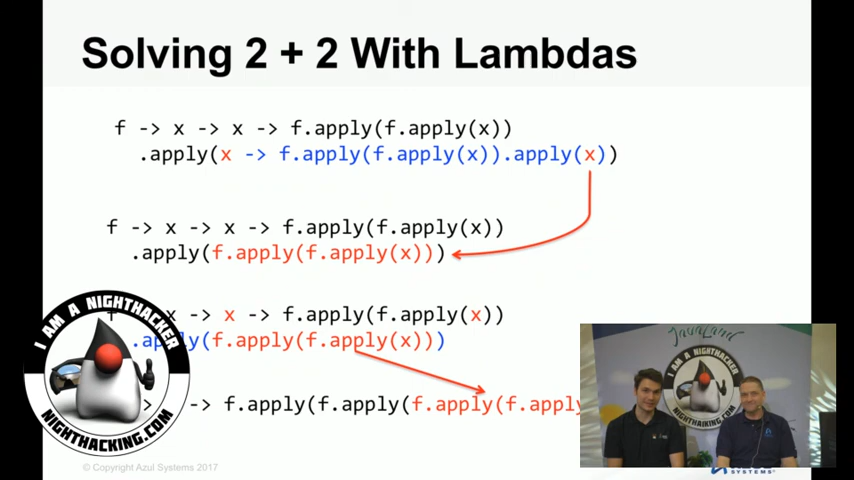 Solving 2 + 2 With Lambdas
f -> x -> x -> f.apply(f.apply(x))
.apply(x -> f.apply(f.apply(x)).apply(x))
f -> x -> x -> f.apply(f.apply(x))
.apply(f.apply(f.apply(x)))
x -> x -> f.apply(f.apply(x))
.apply(f.apply(f.apply(x)))
-> f.apply(f.apply(f.apply(f.apply
I AM A NIGHTHACKER
NIGHTHACKING.COM
JavaLand
I AM A NIGHTHACKER
NIGHTHACKING.COM
SYSTEMS
© Copyright Azul Systems 2017